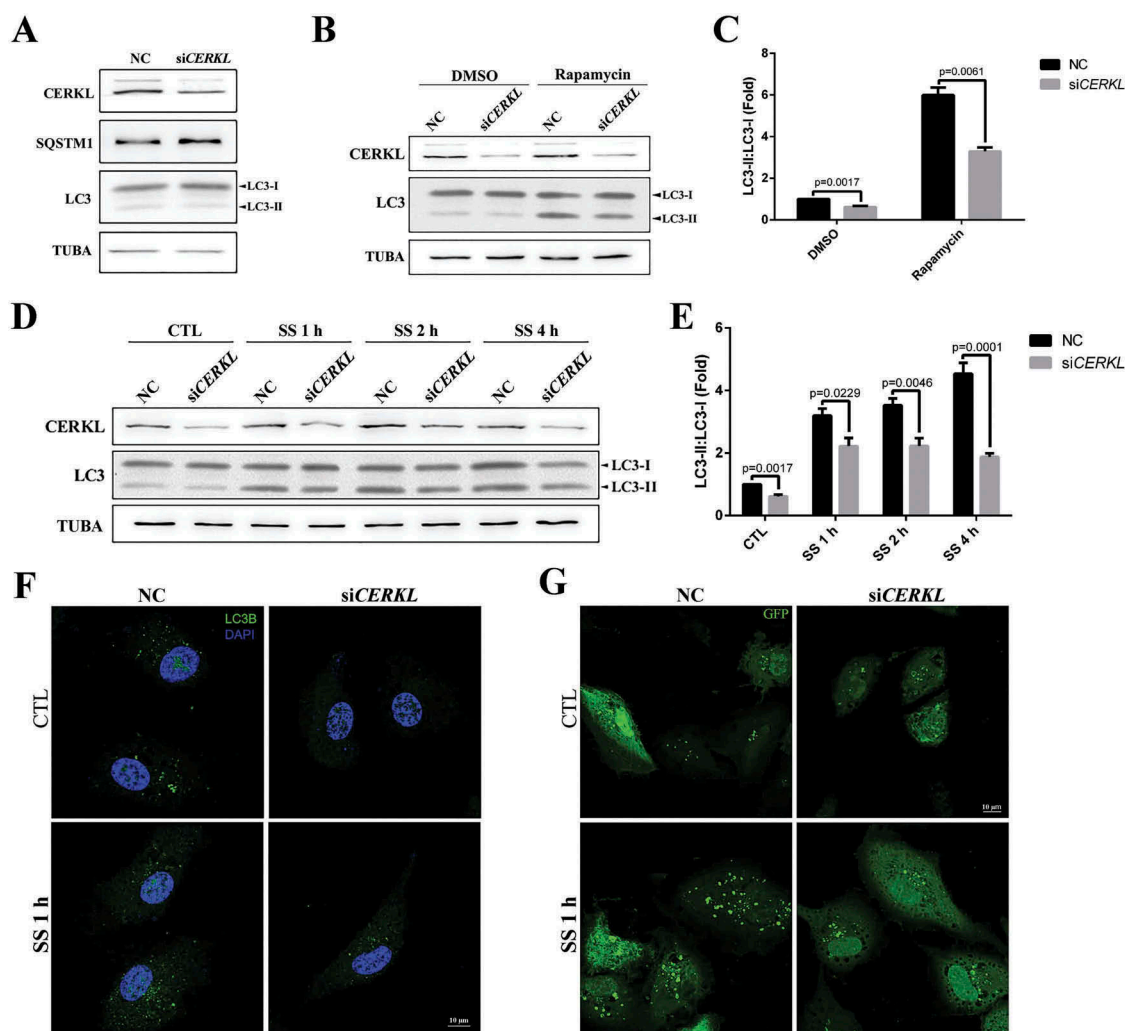 A
NC siCERKL
CERKL
SQSTM1
LC3
LC3-I
LC3-II
TUBA
B
DMSO Rapamycin
NC siCERKL NC siCERKL
CERKL
LC3
LC3-I
LC3-II
TUBA
C
LC3-II:LC3-I (Fold)
8
6
4
2
0
p=0.0017
p=0.0061
DMSO
Rapamycin
NC
siCERKL
D
CTL SS 1 h SS 2 h SS 4 h
NC siCERKL NC siCERKL NC siCERKL NC siCERKL
CERKL
LC3
LC3-I
LC3-II
TUBA
E
LC3-II:LC3-I (Fold)
6
4
2
0
p=0.0017
p=0.0229
p=0.0046
p=0.0001
CTL
SS 1 h
SS 2 h
SS 4 h
NC
siCERKL
F
NC siCERKL
LC3B
DAPI
CTL
SS 1 h
10 μm
G
NC siCERKL
GFP
CTL
10 μm
SS 1 h
10 μm